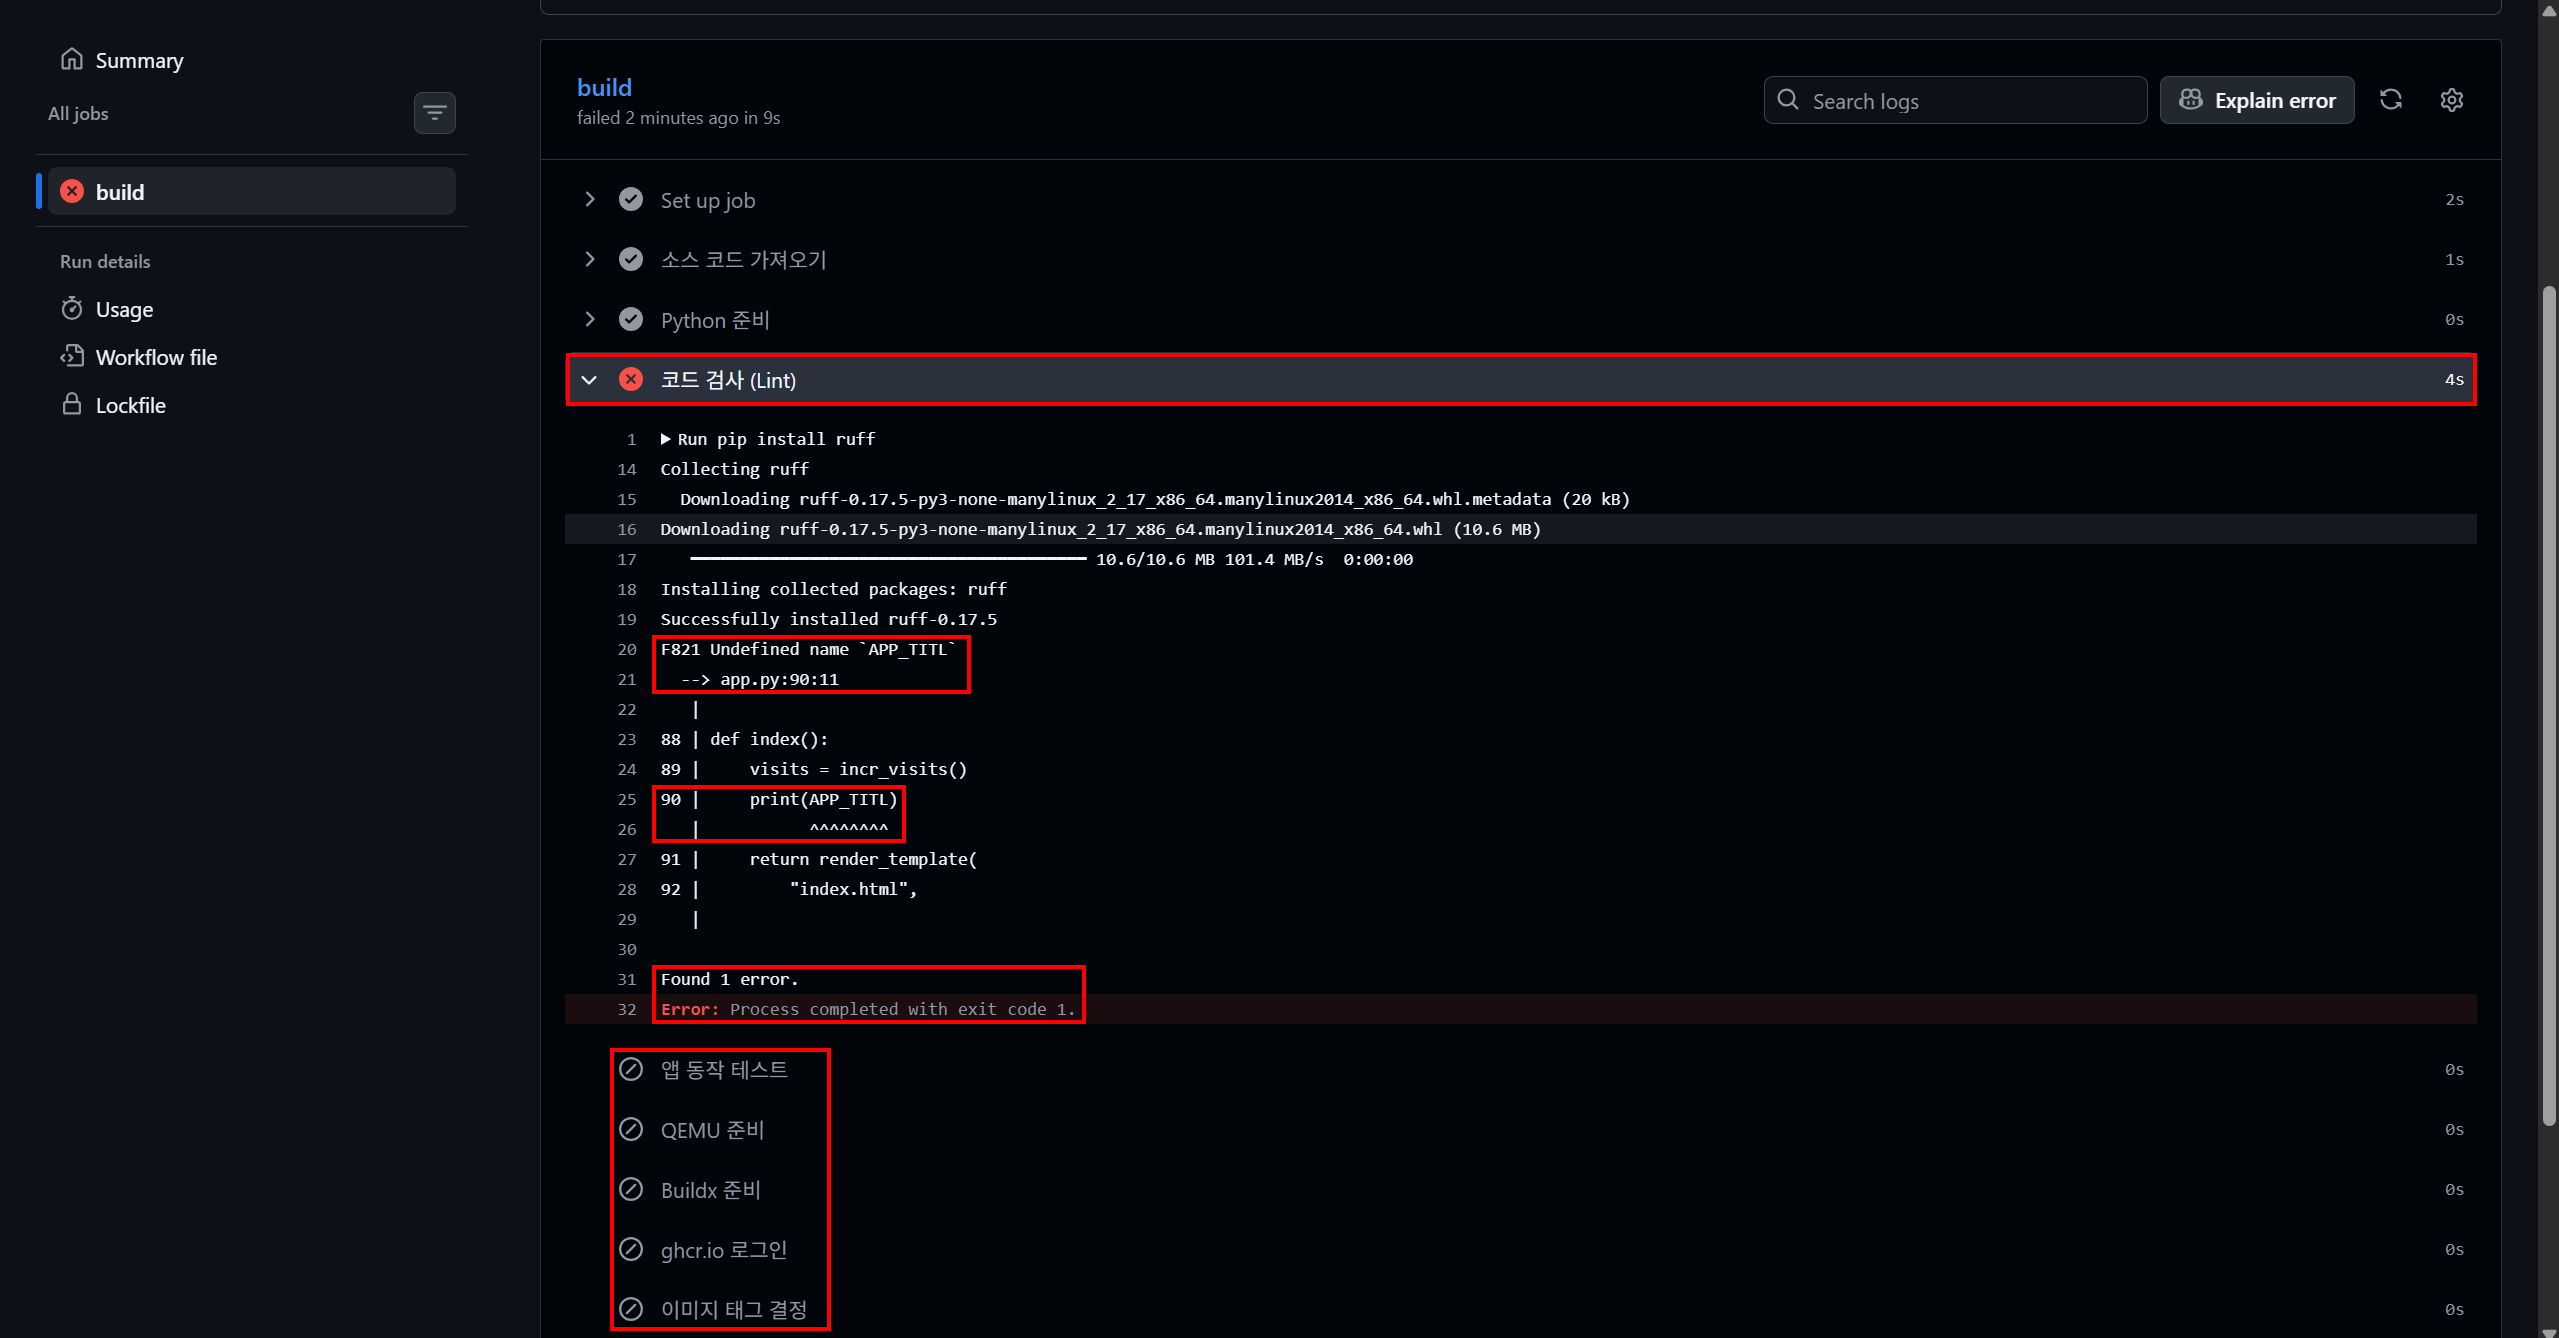 Summary
All jobs
build
Run details
Usage
Workflow file
Lockfile
build
failed 2 minutes ago in 9s
Search logs
Explain error
Set up job 2s
소스 코드 가져오기 1s
Python 준비 0s
코드 검사 (Lint) 4s
1 Run pip install ruff
14 Collecting ruff
15 Downloading ruff-0.17.5-py3-none-manylinux_2_17_x86_64.manylinux2014_x86_64.whl.metadata (20 kB)
16 Downloading ruff-0.17.5-py3-none-manylinux_2_17_x86_64.manylinux2014_x86_64.whl (10.6 MB)
17 ━━━━━━━━━━━━━━━━━━━━━━━━━━━━━━━━━━━━━━━━ 10.6/10.6 MB 101.4 MB/s 0:00:00
18 Installing collected packages: ruff
19 Successfully installed ruff-0.17.5
20 F821 Undefined name `APP_TITL`
21 --> app.py:90:11
22 |
23 88 | def index():
24 89 | visits = incr_visits()
25 90 | print(APP_TITL)
26 | ^^^^^^^^
27 91 | return render_template(
28 92 | "index.html",
29 |
30
31 Found 1 error.
32 Error: Process completed with exit code 1.
앱 동작 테스트 0s
QEMU 준비 0s
Buildx 준비 0s
ghcr.io 로그인 0s
이미지 태그 결정 0s